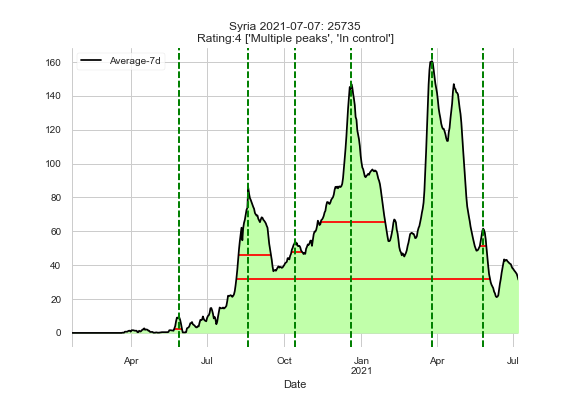 Syria 2021-07-07: 25735
Rating:4 ['Multiple peaks', 'In control']
Average-7d
160
140
120
100
80
60
40
20
0
Apr
Jul
Oct
Jan
2021
Apr
Jul
Date